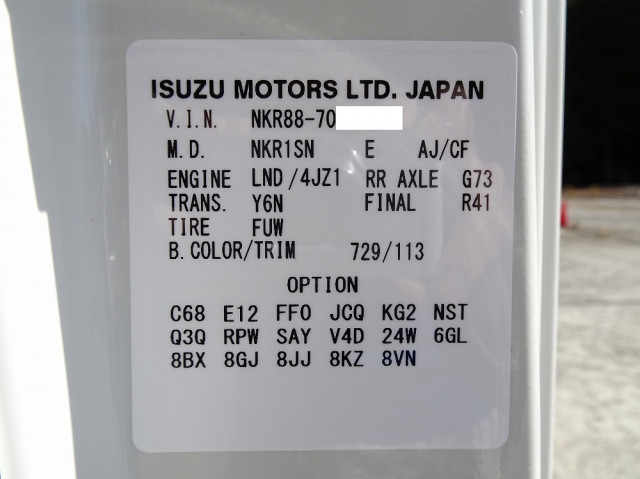 ISUZU MOTORS LTD. JAPAN
V.I.N. NKR88-70
M.D. NKR1SN E AJ/CF
ENGINE LND/4JZ1 RR AXLE G73
TRANS. Y6N FINAL R41
TIRE FUW
B.COLOR/TRIM 729/113
OPTION
C68 E12 FF0 JCQ KG2 NST
Q3Q RPW SAY V4D 24W 6GL
8BX 8GJ 8JJ 8KZ 8VN